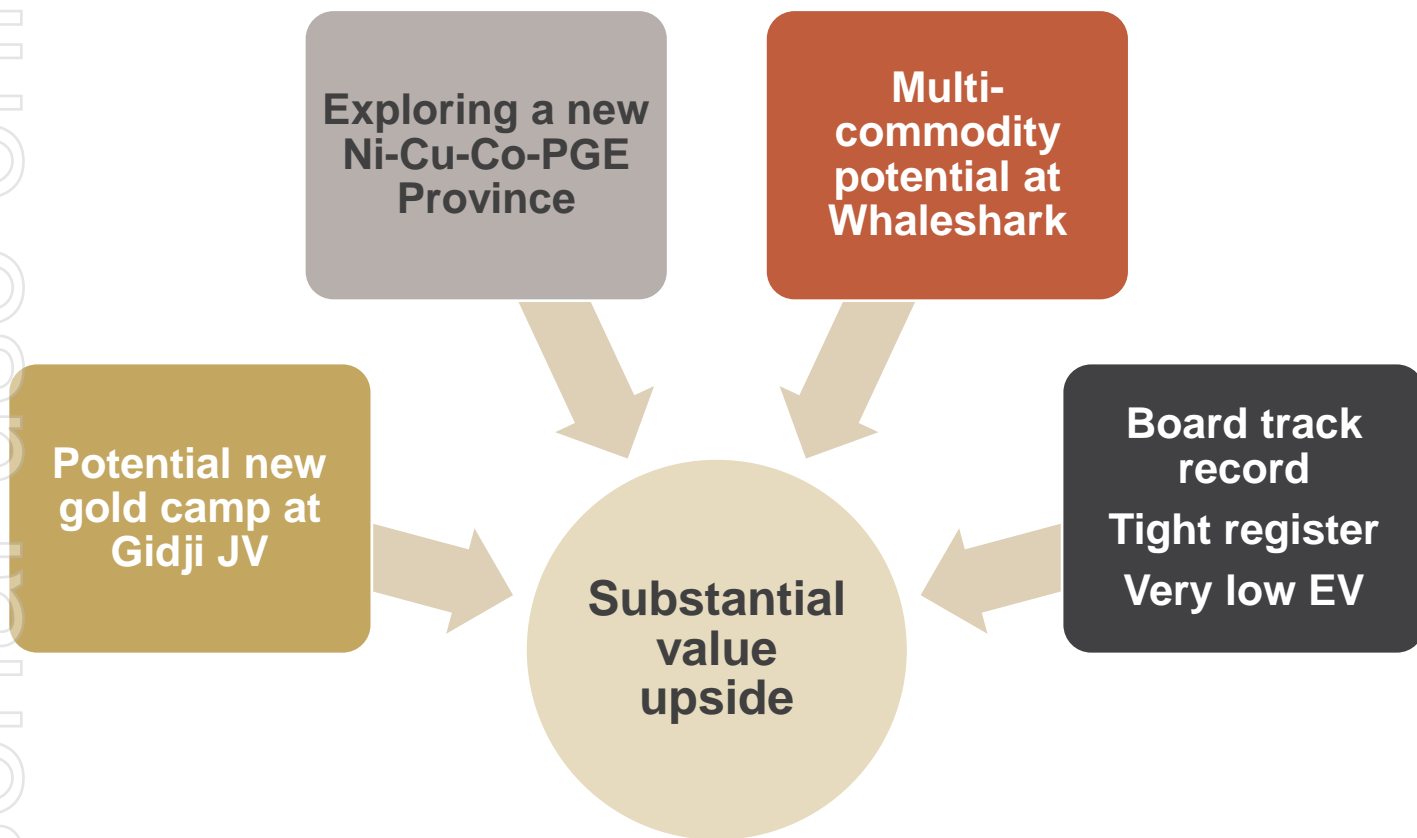 Exploring a new
Ni-Cu-Co-PGE
Province
Multi-
commodity
potential at
Whaleshark
Potential new
gold camp at
Gidji JV
Board track
record
Tight register
Very low EV
Substantial
value
upside